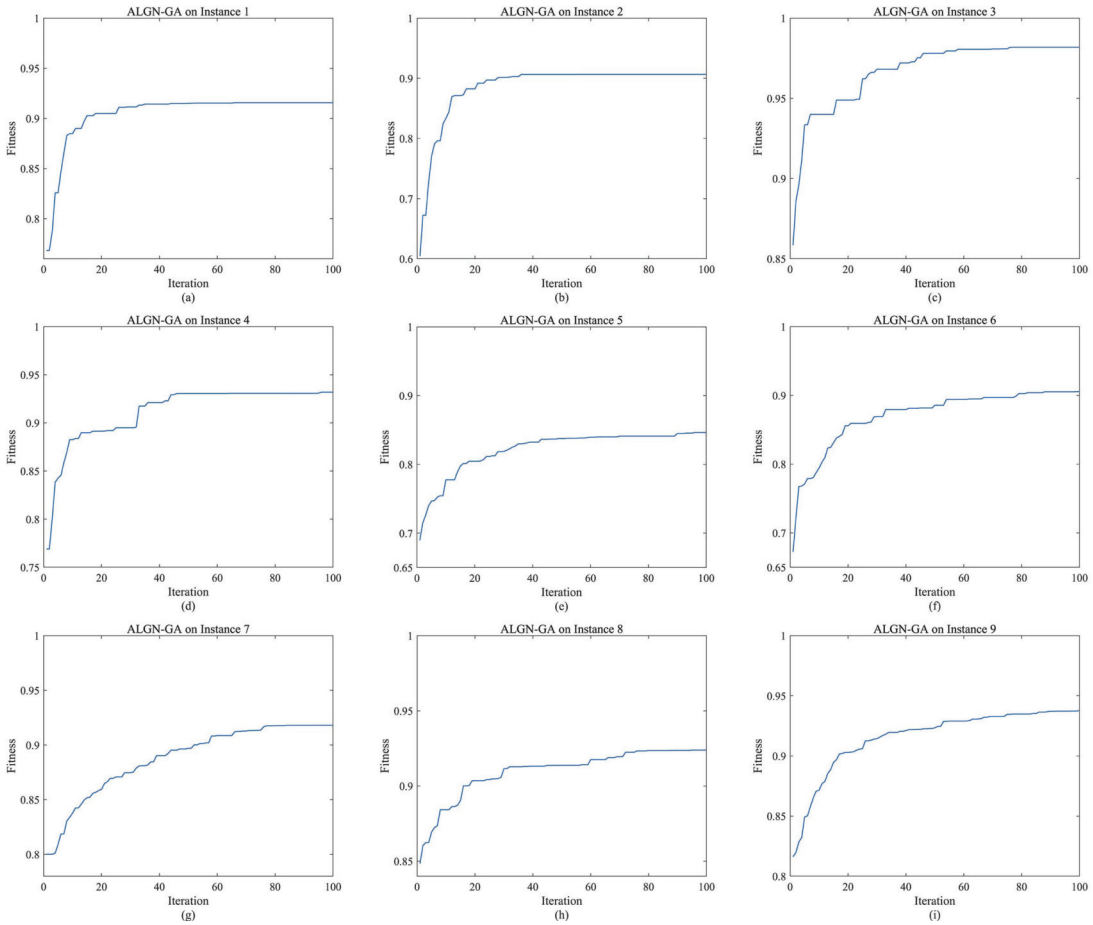 ALGN-GA on Instance 1
1
0.95
0.9
0.85
0.8
Fitness
0 20 40 60 80 100
Iteration
(a)
ALGN-GA on Instance 2
1
0.9
0.8
0.7
0.6
Fitness
0 20 40 60 80 100
Iteration
(b)
ALGN-GA on Instance 3
1
0.95
0.9
0.85
Fitness
0 20 40 60 80 100
Iteration
(c)
ALGN-GA on Instance 4
1
0.95
0.9
0.85
0.8
0.75
Fitness
0 20 40 60 80 100
Iteration
(d)
ALGN-GA on Instance 5
1
0.9
0.8
0.7
0.65
Fitness
0 20 40 60 80 100
Iteration
(e)
ALGN-GA on Instance 6
1
0.9
0.8
0.7
0.65
Fitness
0 20 40 60 80 100
Iteration
(f)
ALGN-GA on Instance 7
1
0.95
0.9
0.85
0.8
Fitness
0 20 40 60 80 100
Iteration
(g)
ALGN-GA on Instance 8
1
0.95
0.9
0.85
Fitness
0 20 40 60 80 100
Iteration
(h)
ALGN-GA on Instance 9
1
0.95
0.9
0.85
0.8
Fitness
0 20 40 60 80 100
Iteration
(i)